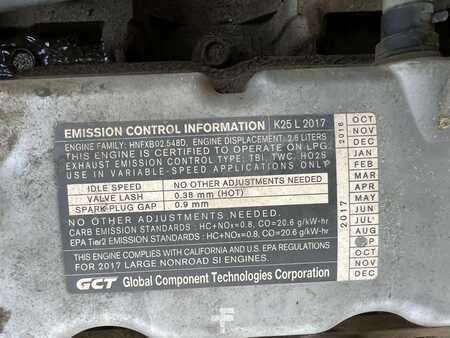 EMISSION CONTROL INFORMATION K25 L 2017
ENGINE FAMILY: HNFXB02.548D, ENGINE DISPLACEMENT: 2.5 LITERS
THIS ENGINE IS CERTIFIED TO OPERATE ON LPG.
EXHAUST EMISSION CONTROL TYPE: TBI, TWC, HO2S
USE IN VARIABLE-SPEED APPLICATIONS ONLY
IDLE SPEED NO OTHER ADJUSTMENTS NEEDED
VALVE LASH 0.38 mm (HOT)
SPARK PLUG GAP 0.9 mm
NO OTHER ADJUSTMENTS NEEDED
CARB EMISSION STANDARDS : HC+NOx=0.8, CO=20.6 g/kW-hr
EPA Tier2 EMISSION STANDARDS : HC+NOx=0.8, CO=20.6 g/kW-hr
THIS ENGINE COMPLIES WITH CALIFORNIA AND U.S. EPA REGULATIONS
FOR 2017 LARGE NONROAD SI ENGINES.
GCT Global Component Technologies Corporation
2016
OCT
NOV
DEC
2017
JAN
FEB
MAR
APR
MAY
JUN
JUL
AUG
OCT
NOV
DEC